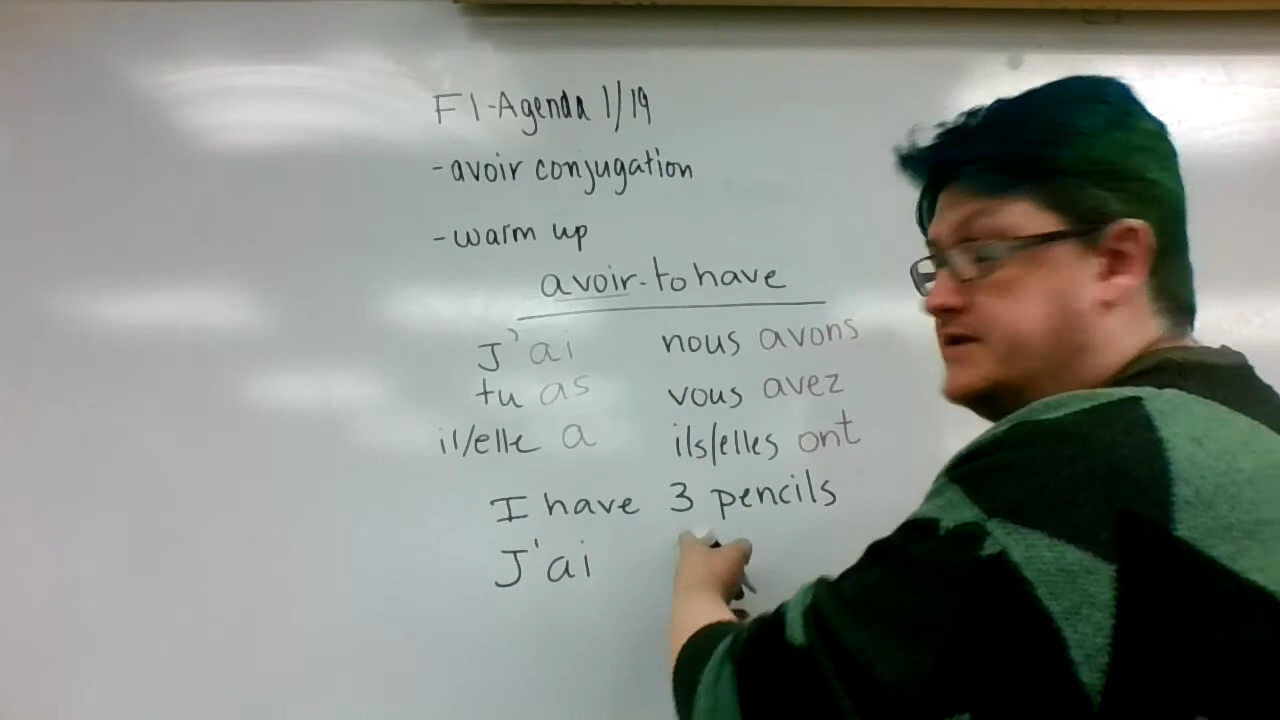 F1-Agenda 1/19
-avoir conjugation
-warm up
avoir-to have
J'ai nous avons
tu as vous avez
il/elle a ils/elles ont
I have 3 pencils
J'ai